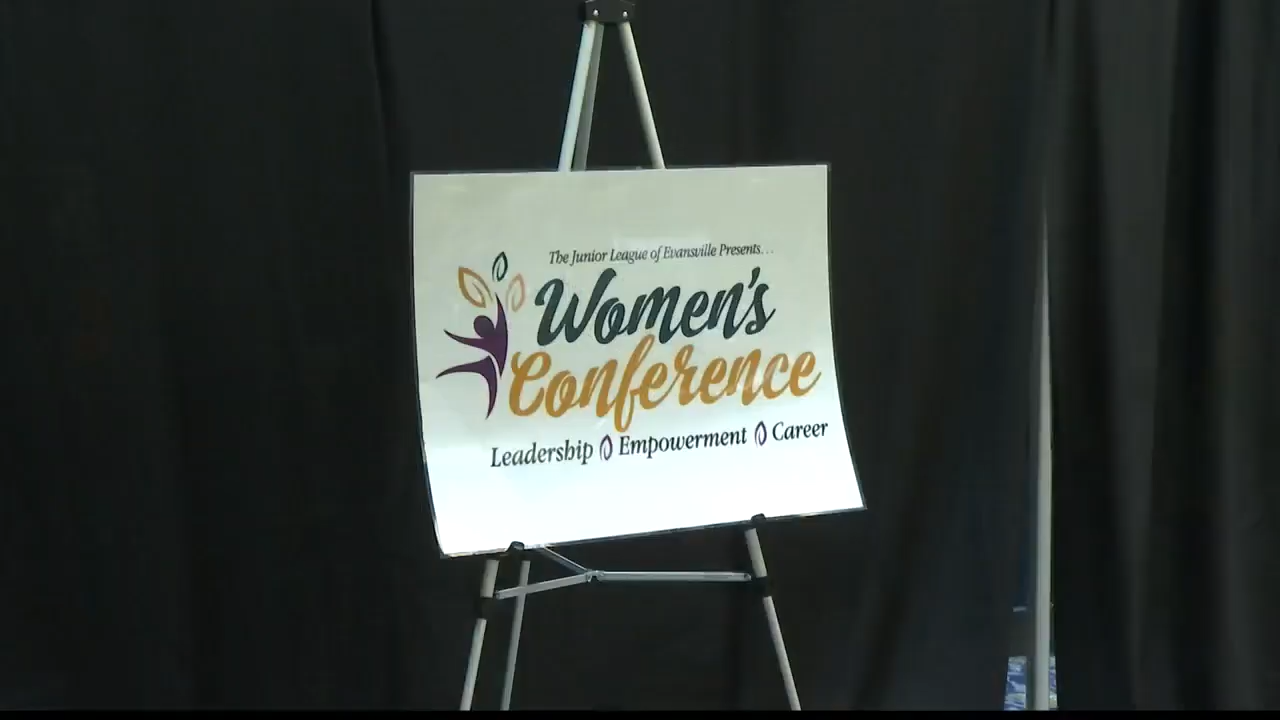 The Junior League of Evansville Presents...
Women's
Conference
Leadership Empowerment Career